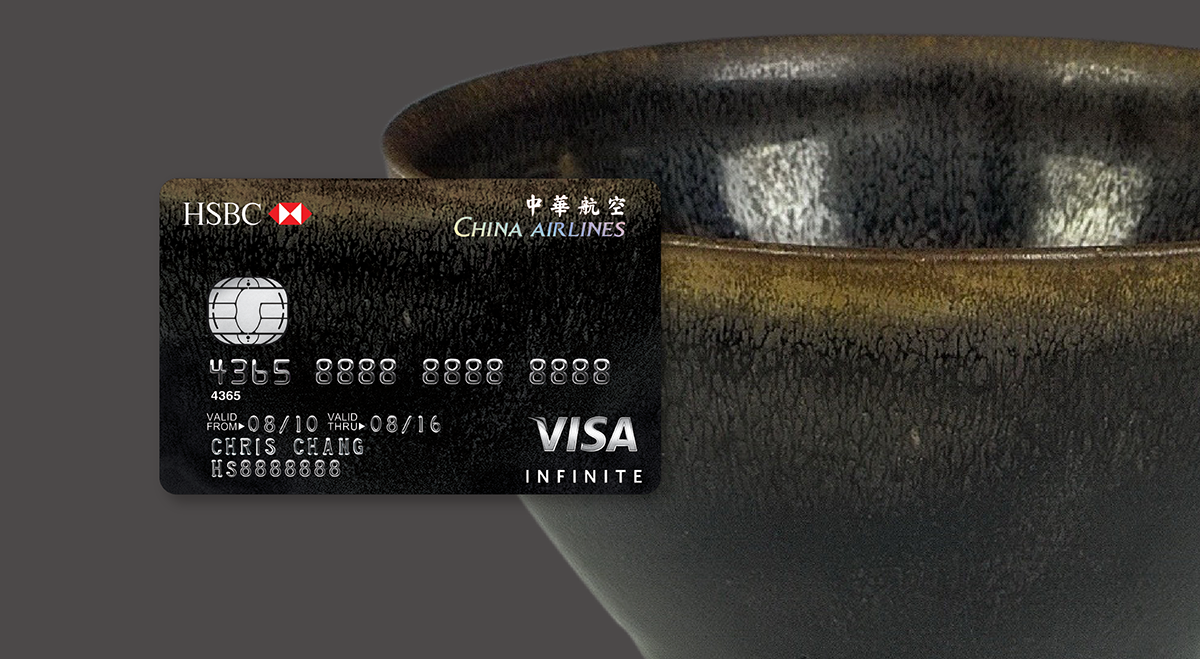 HSBC
中華航空
CHINA AIRLINES
4365 8888 8888 8888
4365
VALID FROM▶08/10 VALID THRU▶08/16
CHRIS CHANG
HS8888888
VISA
INFINITE